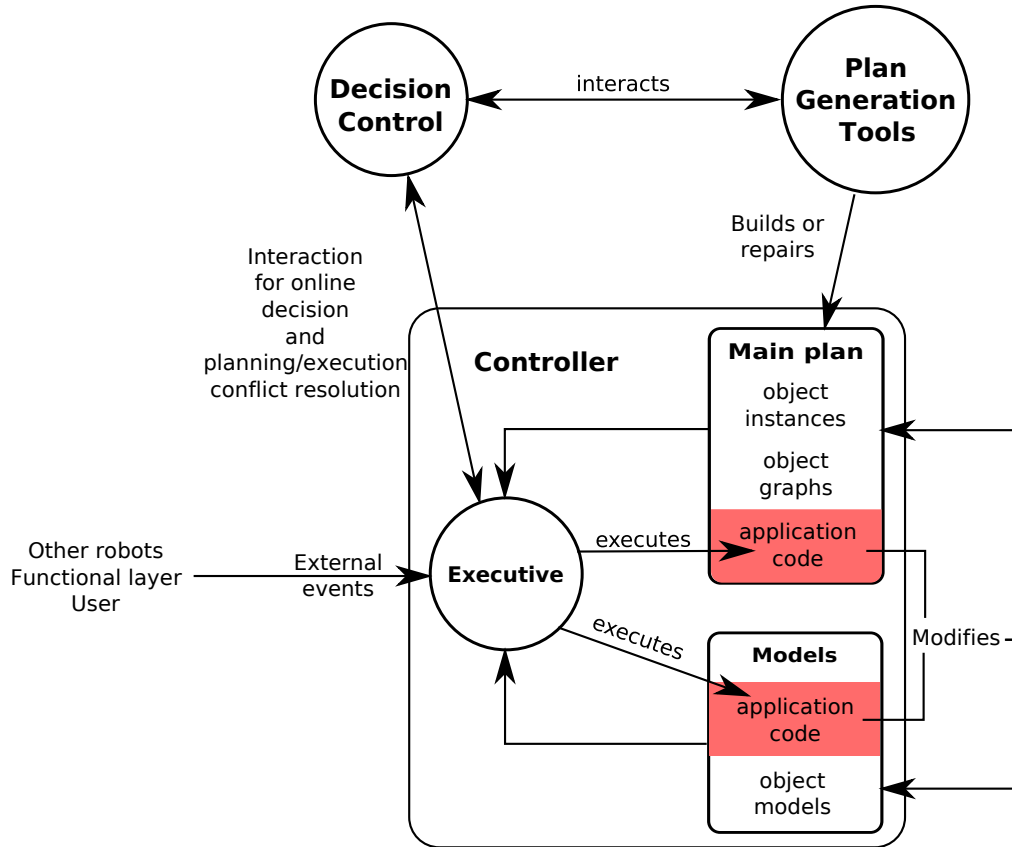 Decision
Control
interacts
Plan
Generation
Tools
Builds or
repairs
Interaction
for online
decision
and
planning/execution
conflict resolution
Controller
Main plan
object
instances
object
graphs
application
code
executes
Other robots
Functional layer
User
External
events
Executive
executes
Modifies
Models
application
code
object
models